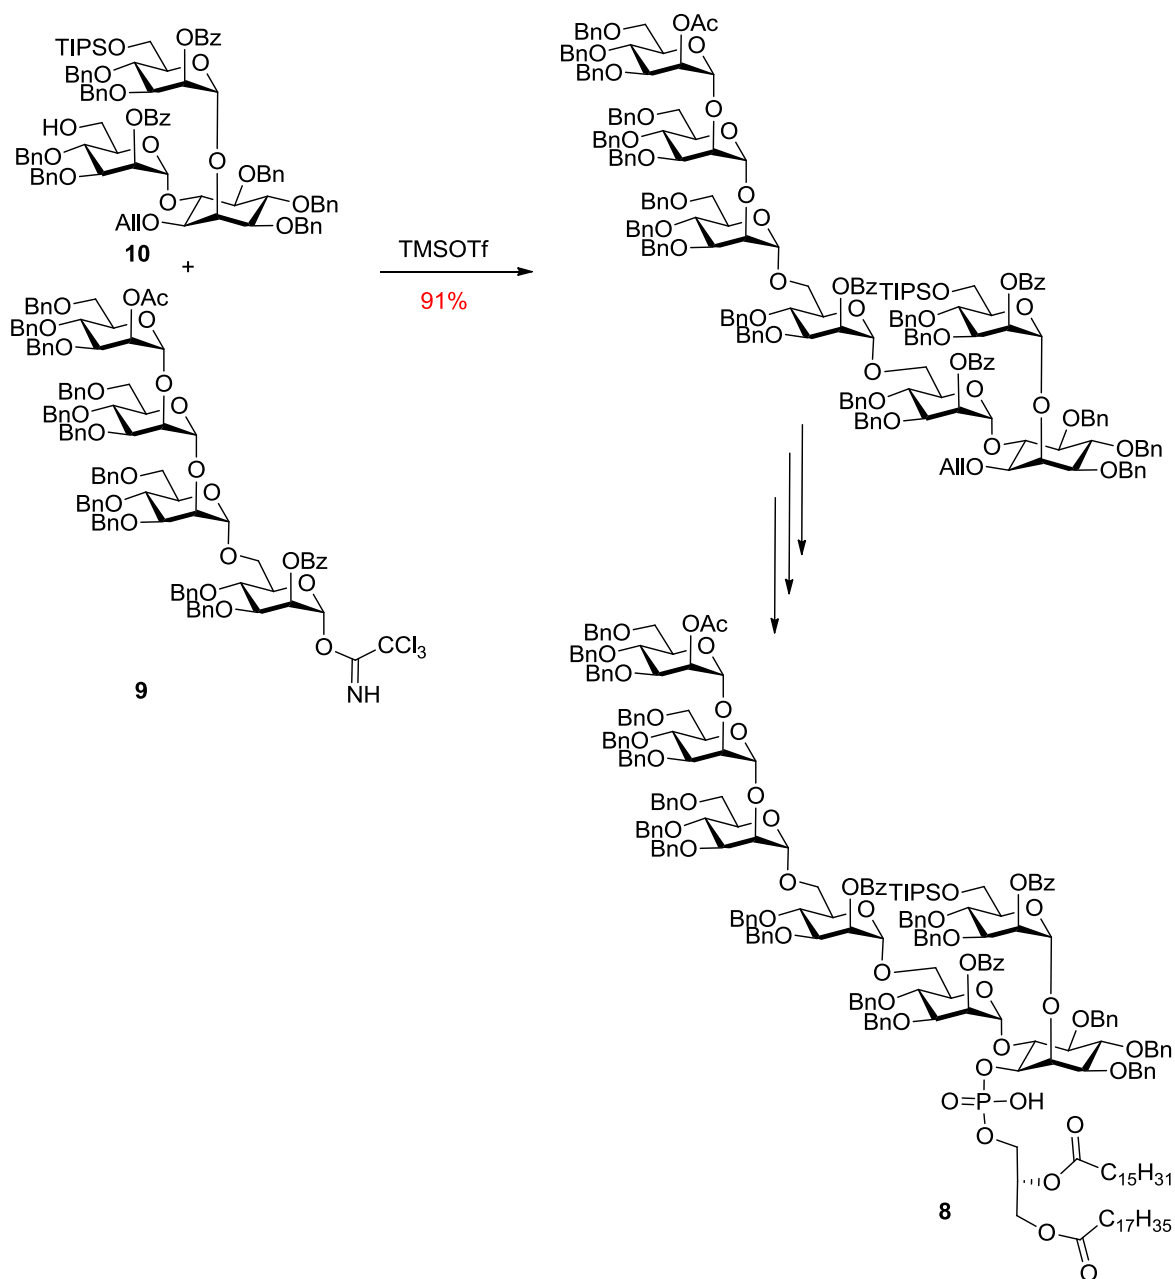 TIPSO OBz
BnO O
BnO
HO OBz
BnO O O
BnO OBn
O OBn
AllO OBn
10
+
BnO OAc
BnO O
BnO
O
BnO
BnO O
BnO
O
BnO
BnO O
BnO
O OBz
BnO O
BnO
O CCl3
NH
9
TMSOTf
91%
BnO OAc
BnO O
BnO
O
BnO
BnO O
BnO
O
BnO
BnO O
BnO
O OBz TIPSO OBz
BnO O BnO O
BnO BnO
O OBz
BnO O O
BnO OBn
O OBn
AllO OBn
BnO OAc
BnO O
BnO
O
BnO
BnO O
BnO
O
BnO
BnO O
BnO
O OBz TIPSO OBz
BnO O BnO O
BnO BnO
O OBz
BnO O O
BnO OBn
O OBn
O OBn
O=P-OH
O O
O C15H31
8
O C17H35
O